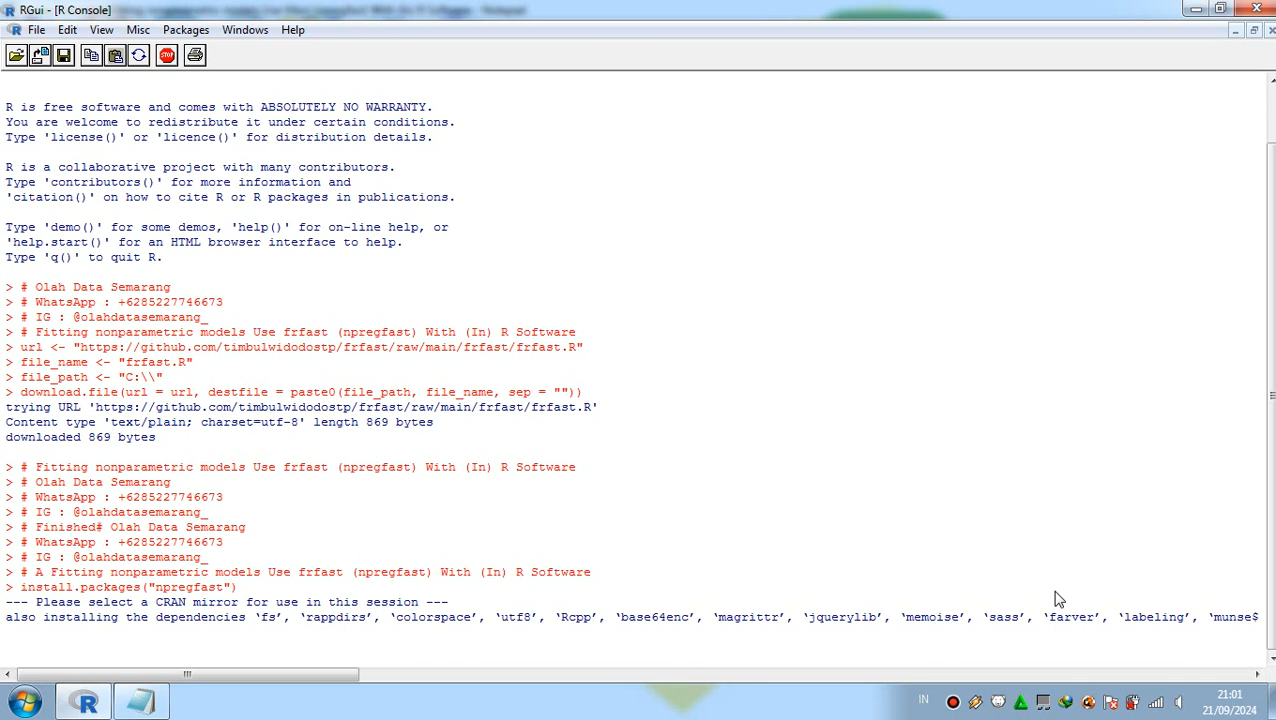 RGui - [R Console]
File Edit View Misc Packages Windows Help
STOP
R is free software and comes with ABSOLUTELY NO WARRANTY.
You are welcome to redistribute it under certain conditions.
Type 'license()' or 'licence()' for distribution details.
R is a collaborative project with many contributors.
Type 'contributors()' for more information and
'citation()' on how to cite R or R packages in publications.
Type 'demo()' for some demos, 'help()' for on-line help, or
'help.start()' for an HTML browser interface to help.
Type 'q()' to quit R.
> # Olah Data Semarang
> # WhatsApp : +6285227746673
> # IG : @olahdatasemarang_
> # Fitting nonparametric models Use frfast (npregfast) With (In) R Software
> url <- "https://github.com/timbulwidodostp/frfast/raw/main/frfast/frfast.R"
> file_name <- "frfast.R"
> file_path <- "C:\\"
> download.file(url = url, destfile = paste0(file_path, file_name, sep = ""))
trying URL 'https://github.com/timbulwidodostp/frfast/raw/main/frfast/frfast.R'
Content type 'text/plain; charset=utf-8' length 869 bytes
downloaded 869 bytes
> # Fitting nonparametric models Use frfast (npregfast) With (In) R Software
> # Olah Data Semarang
> # WhatsApp : +6285227746673
> # IG : @olahdatasemarang_
> # Finished# Olah Data Semarang
> # WhatsApp : +6285227746673
> # IG : @olahdatasemarang_
> # A Fitting nonparametric models Use frfast (npregfast) With (In) R Software
> install.packages("npregfast")
--- Please select a CRAN mirror for use in this session ---
also installing the dependencies ‘fs’, ‘rappdirs’, ‘colorspace’, ‘utf8’, ‘Rcpp’, ‘base64enc’, ‘magrittr’, ‘jquerylib’, ‘memoise’, ‘sass’, ‘farver’, ‘labeling’, ‘munse$
IN
21:01
21/09/2024